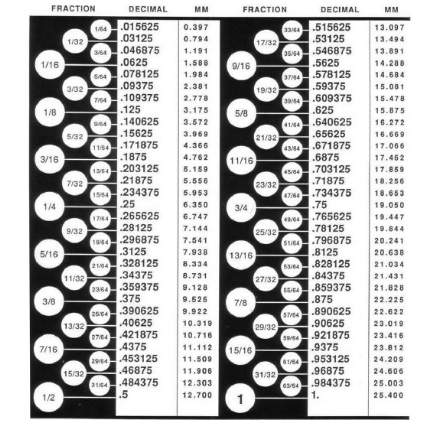 FRACTION DECIMAL MM FRACTION DECIMAL MM
1/64 .015625 0.397 33/64 .515625 13.097
1/32 .03125 0.794 17/32 .53125 13.494
3/64 .046875 1.191 35/64 .546875 13.891
1/16 .0625 1.588 9/16 .5625 14.288
5/64 .078125 1.984 37/64 .578125 14.684
3/32 .09375 2.381 19/32 .59375 15.081
7/64 .109375 2.778 39/64 .609375 15.478
1/8 .125 3.175 5/8 .625 15.875
9/64 .140625 3.572 41/64 .640625 16.272
5/32 .15625 3.969 21/32 .65625 16.669
11/64 .171875 4.366 43/64 .671875 17.066
3/16 .1875 4.762 11/16 .6875 17.462
13/64 .203125 5.159 45/64 .703125 17.859
7/32 .21875 5.556 23/32 .71875 18.256
15/64 .234375 5.953 47/64 .734375 18.653
1/4 .25 6.350 3/4 .75 19.050
17/64 .265625 6.747 49/64 .765625 19.447
9/32 .28125 7.144 25/32 .78125 19.844
19/64 .296875 7.541 51/64 .796875 20.241
5/16 .3125 7.938 13/16 .8125 20.638
21/64 .328125 8.334 53/64 .828125 21.034
11/32 .34375 8.731 27/32 .84375 21.431
23/64 .359375 9.128 55/64 .859375 21.828
3/8 .375 9.525 7/8 .875 22.225
25/64 .390625 9.922 57/64 .890625 22.622
13/32 .40625 10.319 29/32 .90625 23.019
27/64 .421875 10.716 59/64 .921875 23.416
7/16 .4375 11.112 15/16 .9375 23.812
29/64 .453125 11.509 61/64 .953125 24.209
15/32 .46875 11.906 31/32 .96875 24.606
31/64 .484375 12.303 63/64 .984375 25.003
1/2 .5 12.700 1 1. 25.400